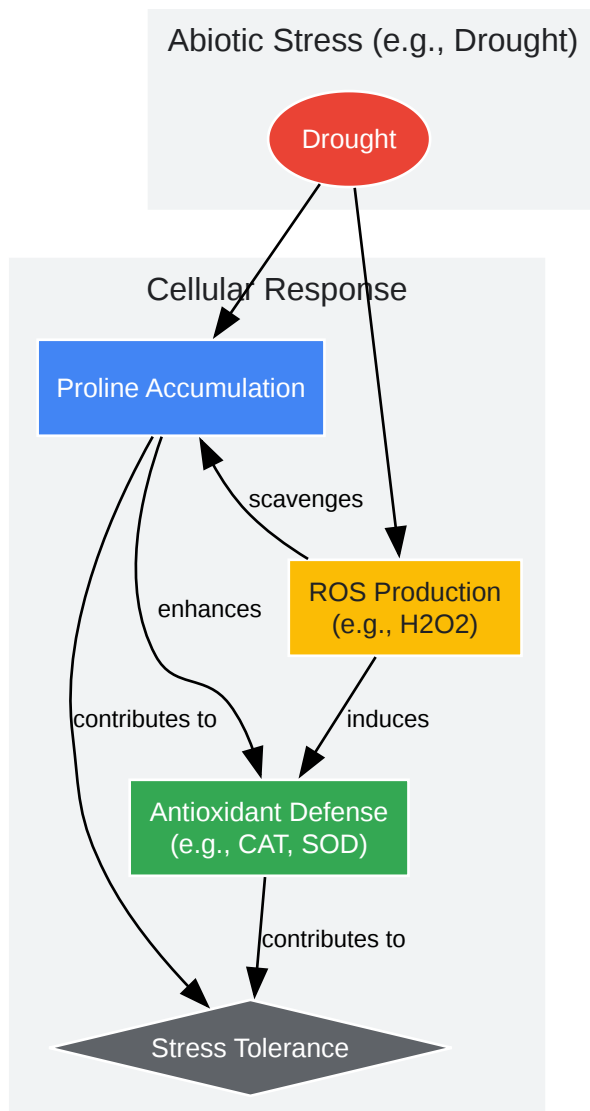 Abiotic Stress (e.g., Drought)
Drought
Cellular Response
Proline Accumulation
scavenges
ROS Production
(e.g., H2O2)
enhances
contributes to
induces
Antioxidant Defense
(e.g., CAT, SOD)
contributes to
Stress Tolerance